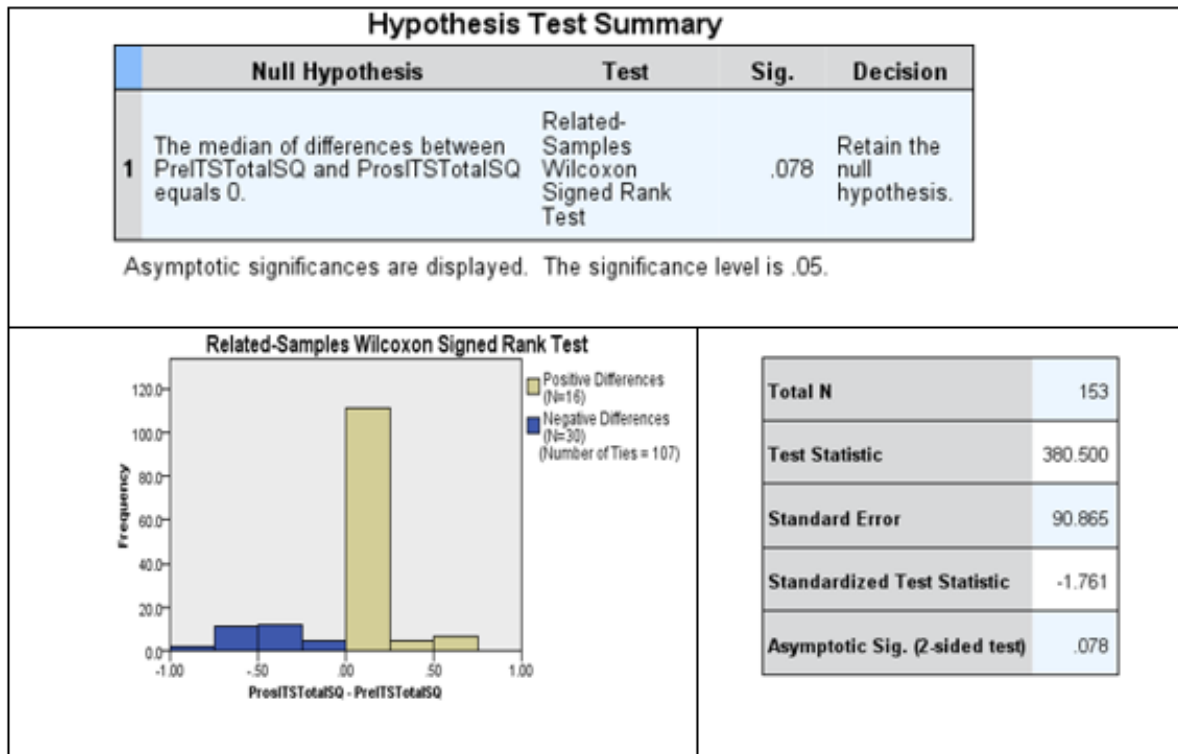 Hypothesis Test Summary
Null Hypothesis Test Sig. Decision
1
The median of differences between
PreITSTotalSQ and ProsITSTotalSQ
equals 0.
Related-
Samples
Wilcoxon
Signed Rank
Test
.078
Retain the
null
hypothesis.
Asymptotic significances are displayed. The significance level is .05.
Related-Samples Wilcoxon Signed Rank Test
120.0
100.0
80.0
60.0
40.0
20.0
0.0
Frequency
-1.00 -.50 .00 .50 1.00
ProsITSTotalSQ - PreITSTotalSQ
Positive Differences
(N=16)
Negative Differences
(N=30)
(Number of Ties = 107)
Total N 153
Test Statistic 380.500
Standard Error 90.865
Standardized Test Statistic -1.761
Asymptotic Sig. (2-sided test) .078